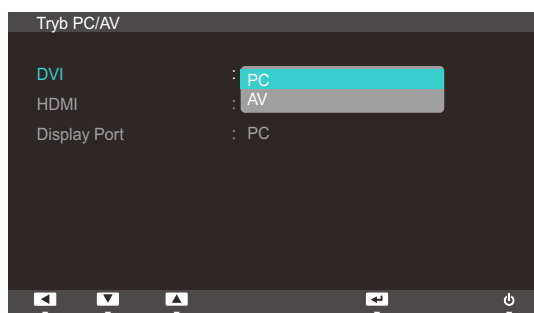 Tryb PC/AV
DVI : PC
HDMI : AV
Display Port : PC